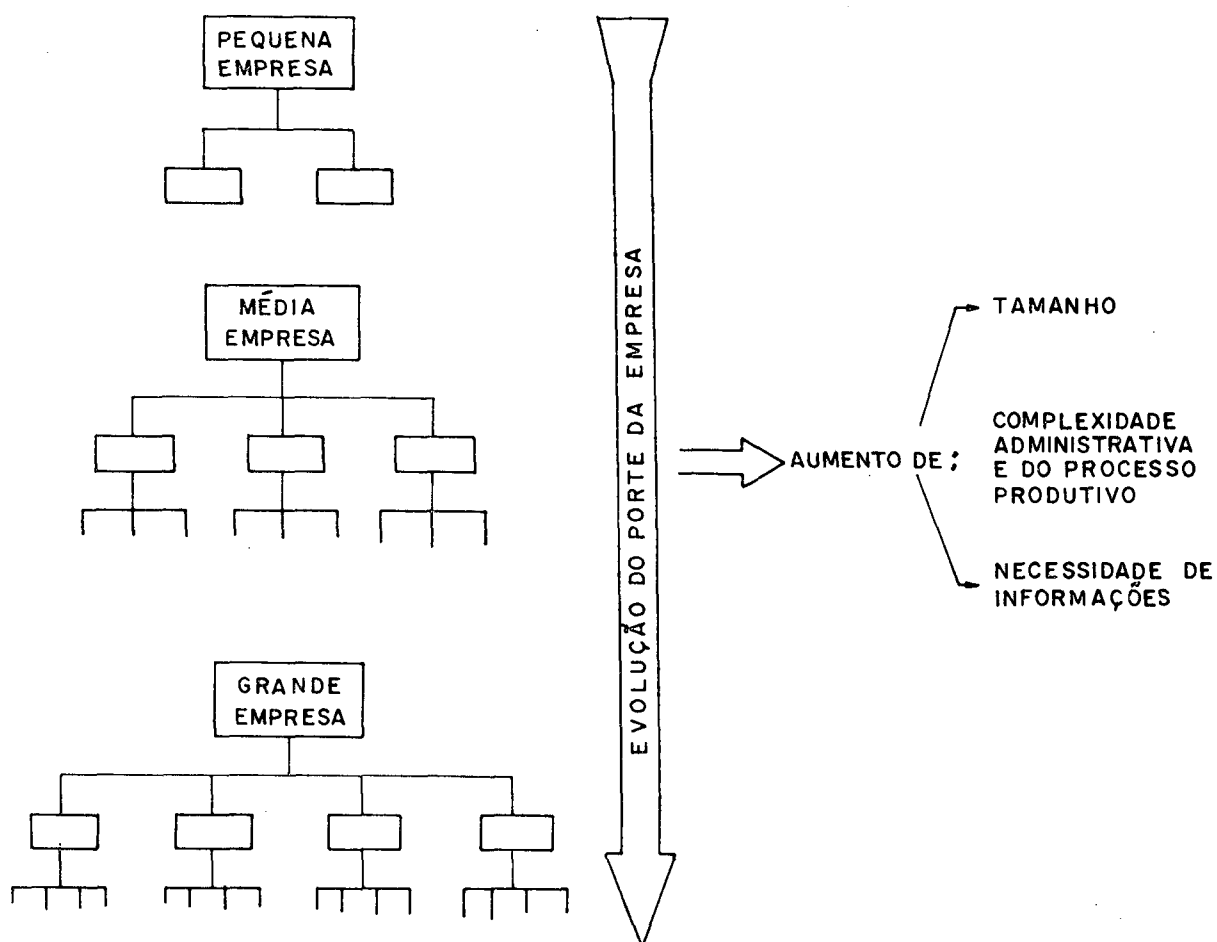 PEQUENA
EMPRESA
MÉDIA
EMPRESA
GRANDE
EMPRESA
EVOLUÇÃO DO PORTE DA EMPRESA
AUMENTO DE:
TAMANHO
COMPLEXIDADE
ADMINISTRATIVA
E DO PROCESSO
PRODUTIVO
NECESSIDADE DE
INFORMAÇÕES